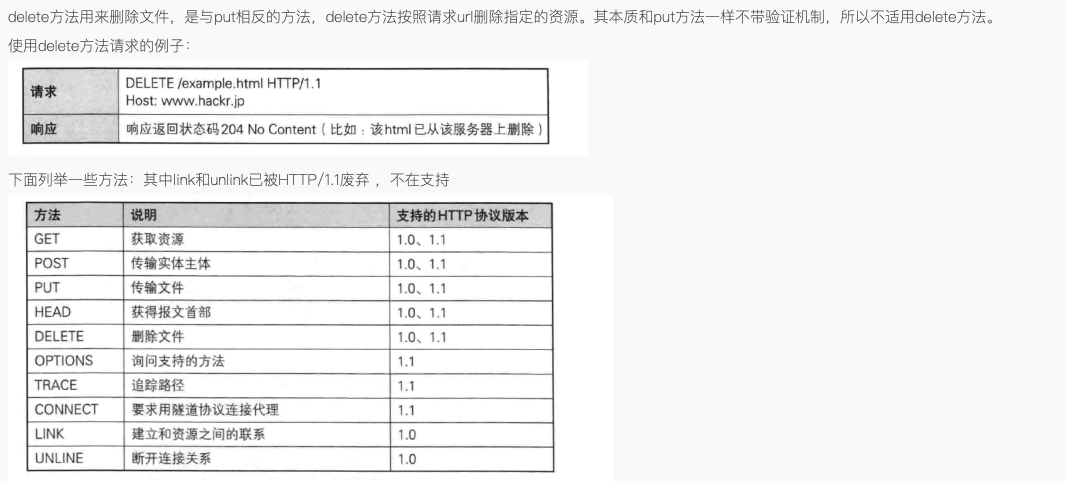 delete方法用来删除文件，是与put相反的方法，delete方法按照请求url删除指定的资源。其本质和put方法一样不带验证机制，所以不适用delete方法。
使用delete方法请求的例子：
请求 DELETE /example.html HTTP/1.1
Host: www.hackr.jp
响应 响应返回状态码204 No Content（比如：该html已从该服务器上删除）
下面列举一些方法：其中link和unlink已被HTTP/1.1废弃 ，不在支持
方法 说明 支持的HTTP协议版本
GET 获取资源 1.0、1.1
POST 传输实体主体 1.0、1.1
PUT 传输文件 1.0、1.1
HEAD 获得报文首部 1.0、1.1
DELETE 删除文件 1.0、1.1
OPTIONS 询问支持的方法 1.1
TRACE 追踪路径 1.1
CONNECT 要求用隧道协议连接代理 1.1
LINK 建立和资源之间的联系 1.0
UNLINE 断开连接关系 1.0